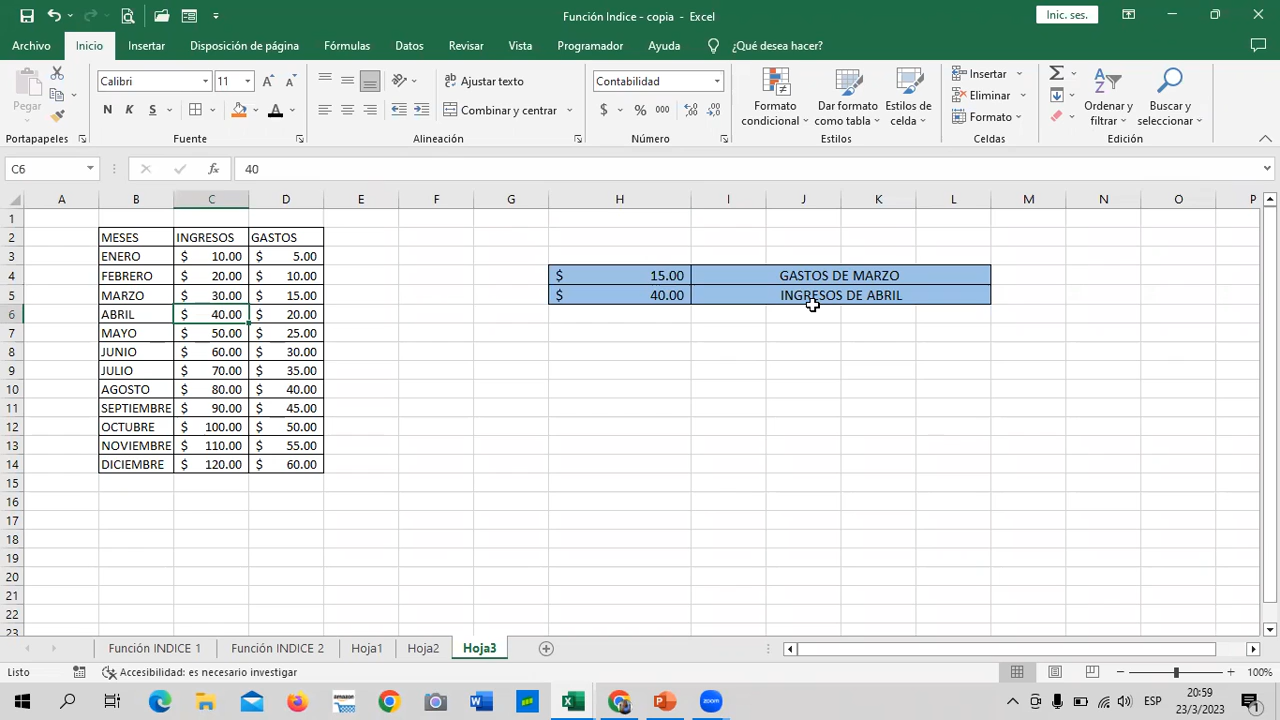 Función Indice - copia - Excel
Inic. ses.
Archivo Inicio Insertar Disposición de página Fórmulas Datos Revisar Vista Programador Ayuda ¿Qué desea hacer?
Pegar
Calibri 11
N K S
A A
A
Ajustar texto
Combinar y centrar
Contabilidad
$ % 000
Formato condicional
Dar formato como tabla
Estilos de celda
Insertar
Eliminar
Formato
Ordenar y filtrar
Buscar y seleccionar
Portapapeles Fuente Alineación Número Estilos Celdas Edición
C6 fx 40
A B C D E F G H I J K L M N O P
1
2 MESES INGRESOS GASTOS
3 ENERO $ 10.00 $ 5.00
4 FEBRERO $ 20.00 $ 10.00 $ 15.00 GASTOS DE MARZO
5 MARZO $ 30.00 $ 15.00 $ 40.00 INGRESOS DE ABRIL
6 ABRIL $ 40.00 $ 20.00
7 MAYO $ 50.00 $ 25.00
8 JUNIO $ 60.00 $ 30.00
9 JULIO $ 70.00 $ 35.00
10 AGOSTO $ 80.00 $ 40.00
11 SEPTIEMBRE $ 90.00 $ 45.00
12 OCTUBRE $ 100.00 $ 50.00
13 NOVIEMBRE $ 110.00 $ 55.00
14 DICIEMBRE $ 120.00 $ 60.00
15
16
17
18
19
20
21
22
23
Función INDICE 1 Función INDICE 2 Hoja1 Hoja2 Hoja3
Listo Accesibilidad: es necesario investigar 100%
amazon zoom ESP 20:59
23/3/2023